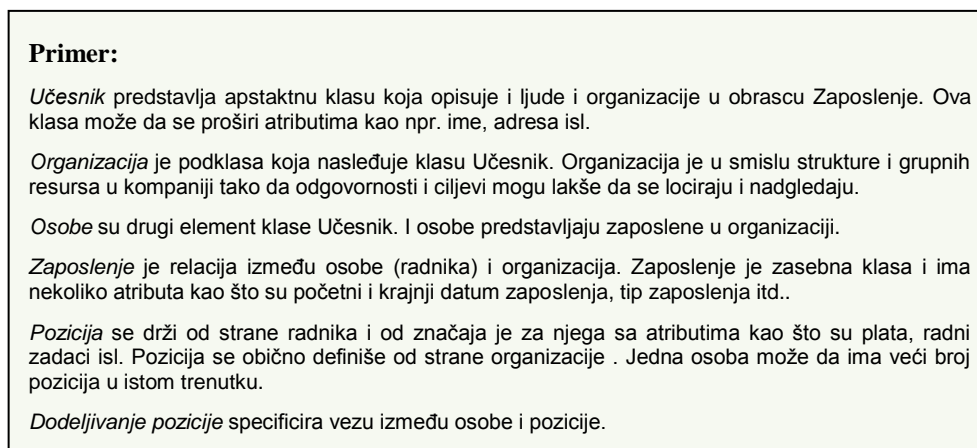 Primer:
Učesnik predstavlja apstaktnu klasu koja opisuje i ljude i organizacije u obrascu Zaposlenje. Ova
klasa može da se proširi atributima kao npr. ime, adresa isl.
Organizacija je podklasa koja nasleđuje klasu Učesnik. Organizacija je u smislu strukture i grupnih
resursa u kompaniji tako da odgovornosti i ciljevi mogu lakše da se lociraju i nadgledaju.
Osobe su drugi element klase Učesnik. I osobe predstavljaju zaposlene u organizaciji.
Zaposlenje je relacija između osobe (radnika) i organizacija. Zaposlenje je zasebna klasa i ima
nekoliko atributa kao što su početni i krajnji datum zaposlenja, tip zaposlenja itd..
Pozicija se drži od strane radnika i od značaja je za njega sa atributima kao što su plata, radni
zadaci isl. Pozicija se obično definiše od strane organizacije . Jedna osoba može da ima veći broj
pozicija u istom trenutku.
Dodeljivanje pozicije specificira vezu između osobe i pozicije.